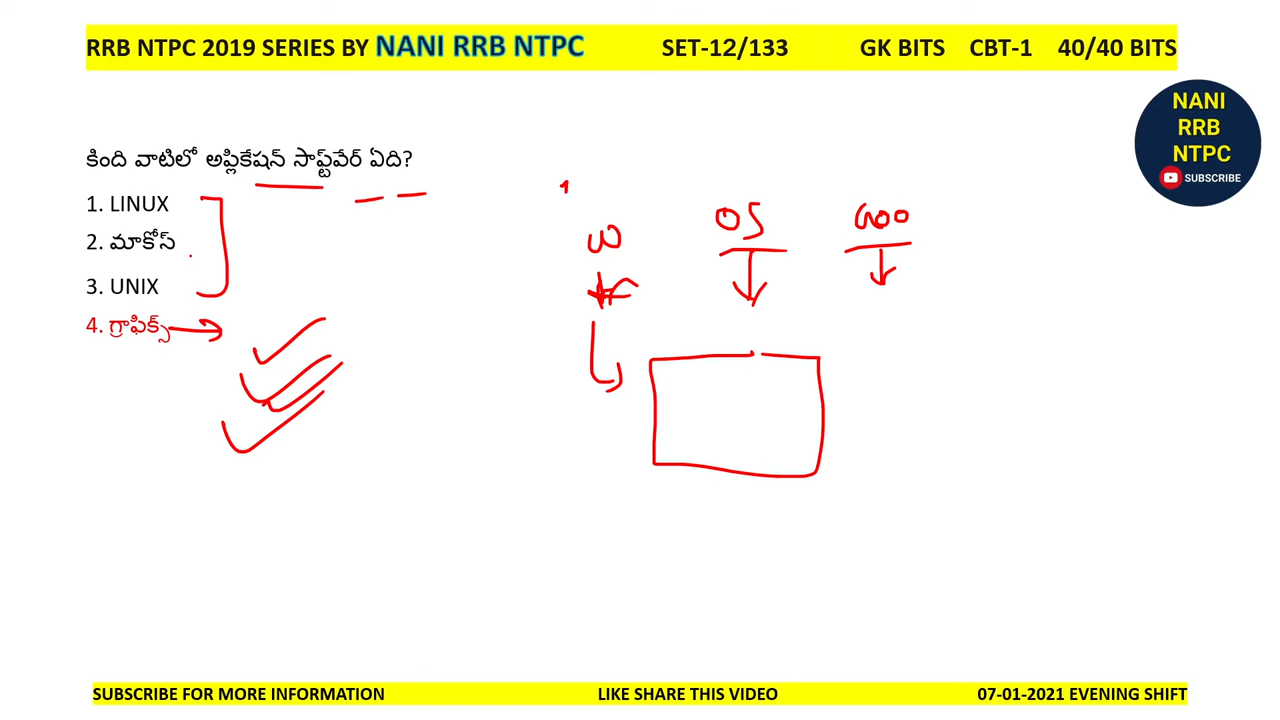 RRB NTPC 2019 SERIES BY NANI RRB NTPC SET-12/133 GK BITS CBT-1 40/40 BITS
NANI
RRB
NTPC
SUBSCRIBE
కింది వాటిలో అప్లికేషన్ సాఫ్ట్‌వేర్ ఏది?
1. LINUX
2. మాకోస్
3. UNIX
4. గ్రాఫిక్స్
OS
SUBSCRIBE FOR MORE INFORMATION LIKE SHARE THIS VIDEO 07-01-2021 EVENING SHIFT